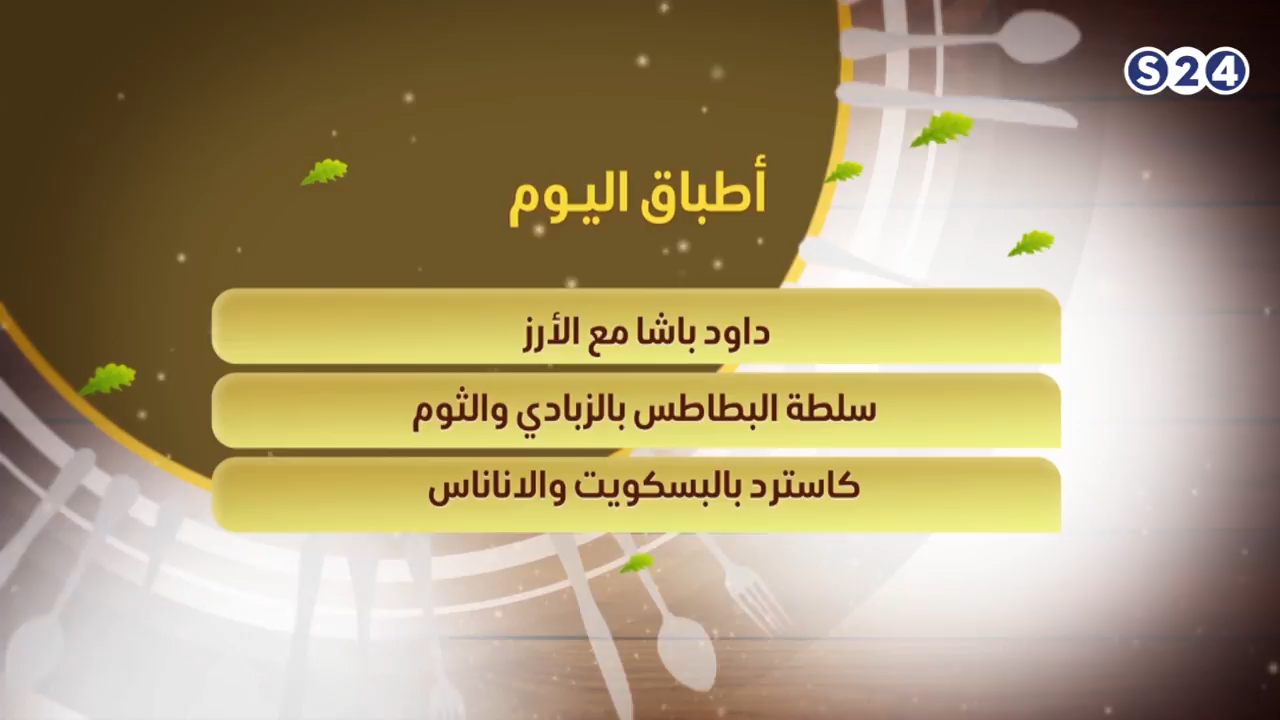 S24
أطباق اليوم
داود باشا مع الأرز
سلطة البطاطس بالزبادي والثوم
كاسترد بالبسكويت والاناناس